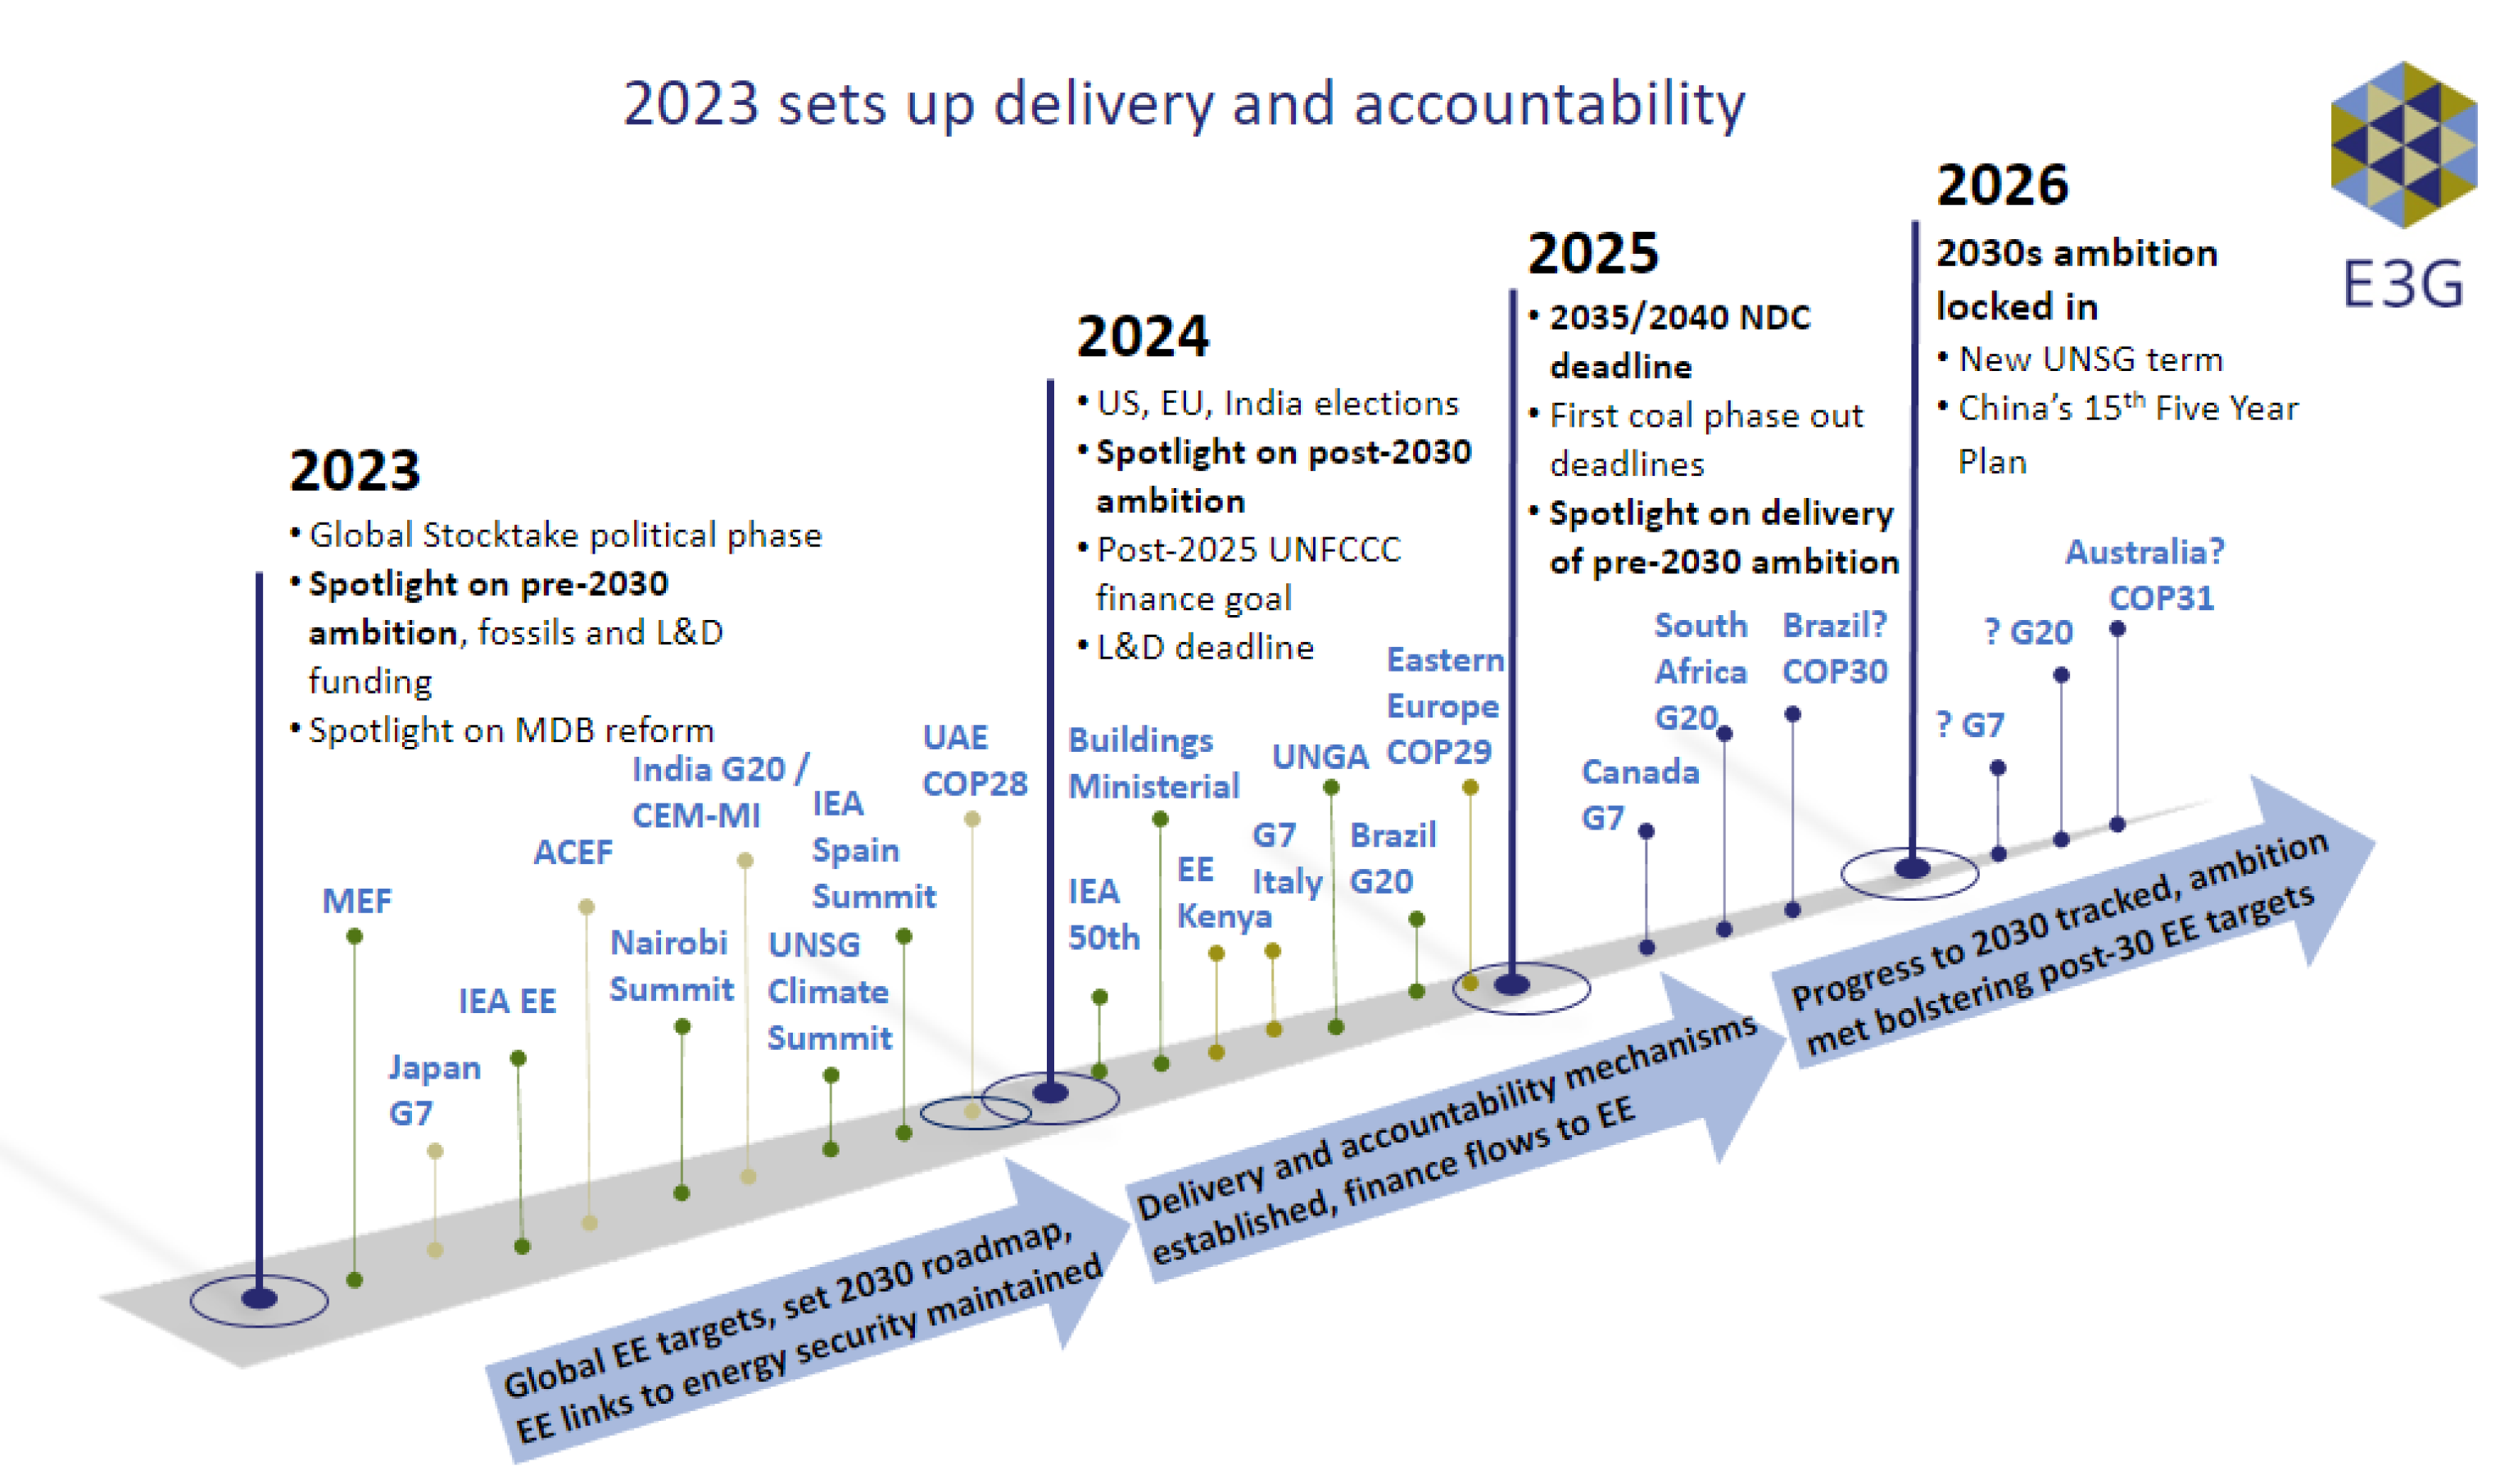 2023 sets up delivery and accountability
E3G
2023
• Global Stocktake political phase
• Spotlight on pre-2030
ambition, fossils and L&D
funding
• Spotlight on MDB reform
2024
• US, EU, India elections
• Spotlight on post-2030
ambition
• Post-2025 UNFCCC
finance goal
• L&D deadline
2025
• 2035/2040 NDC
deadline
• First coal phase out
deadlines
• Spotlight on delivery
of pre-2030 ambition
2026
2030s ambition
locked in
• New UNSG term
• China’s 15th Five Year
Plan
MEF
Japan
G7
IEA EE
ACEF
Nairobi
Summit
India G20 /
CEM-MI
UNSG
Climate
Summit
IEA
Spain
Summit
UAE
COP28
IEA
50th
Buildings
Ministerial
EE
Kenya
G7
Italy
UNGA
Brazil
G20
Eastern
Europe
COP29
Canada
G7
South
Africa
G20
Brazil?
COP30
? G7
? G20
Australia?
COP31
Global EE targets, set 2030 roadmap,
EE links to energy security maintained
Delivery and accountability mechanisms
established, finance flows to EE
Progress to 2030 tracked, ambition
met bolstering post-30 EE targets